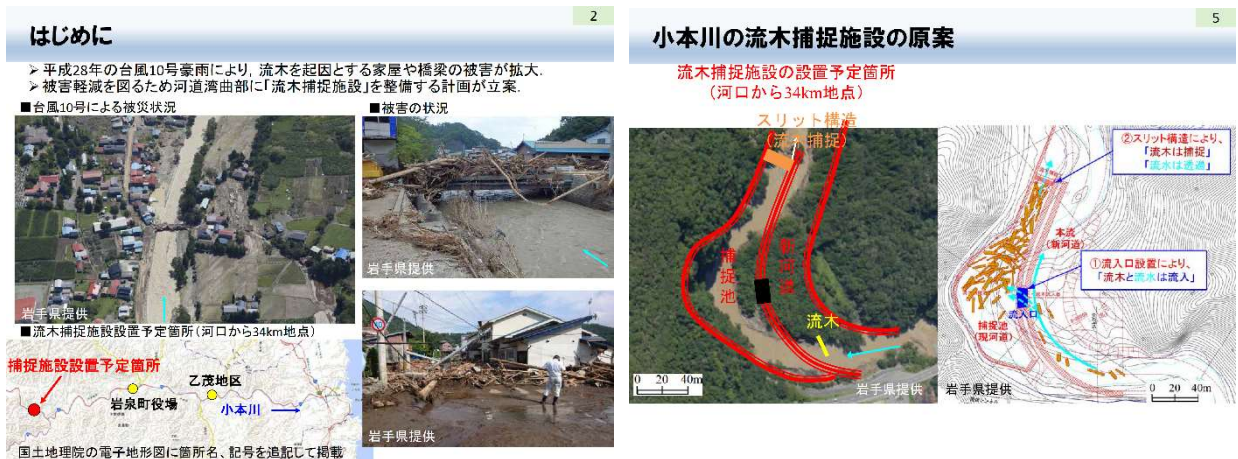 2
はじめに
➢平成28年の台風10号豪雨により，流木を起因とする家屋や橋梁の被害が拡大．
➢被害軽減を図るため河道湾曲部に「流木捕捉施設」を整備する計画が立案．
■台風10号による被災状況
■被害の状況
岩手県提供
岩手県提供
■流木捕捉施設設置予定箇所(河口から34km地点)
捕捉施設設置予定箇所
乙茂地区
岩泉町役場
小本川
岩手県提供
国土地理院の電子地形図に箇所名、記号を追記して掲載
5
小本川の流木捕捉施設の原案
流木捕捉施設の設置予定箇所
(河口から34km地点)
スリット構造
(流木捕捉)
捕捉池
新河道
流木
0 20 40m
岩手県提供
②スリット構造により、
「流木は捕捉」
「流水は透過」
本流
(新河道)
①流入口設置により、
「流木と流水は流入」
流入口
捕捉池
(現河道)
岩手県提供
0 20 40m